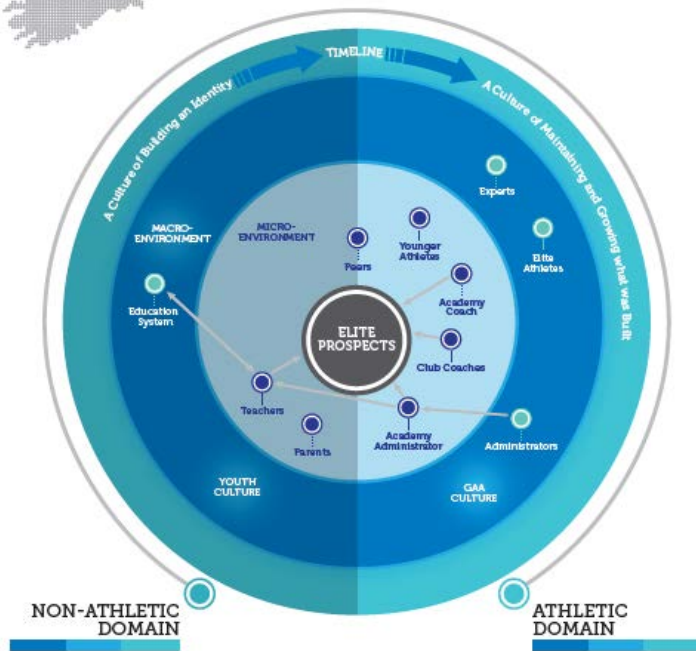 TIMELINE
A Culture of Building an Identity
A Culture of Maintaining and Growing what was Built
Experts
MACRO-
ENVIRONMENT
MICRO-
ENVIRONMENT
Peers
Younger
Athletes
Elite
Athletes
Education
System
Academy
Coach
ELITE
PROSPECTS
Club Coaches
Teachers
Parents
Academy
Administrator
Administrators
YOUTH
CULTURE
GAA
CULTURE
NON-ATHLETIC
DOMAIN
ATHLETIC
DOMAIN